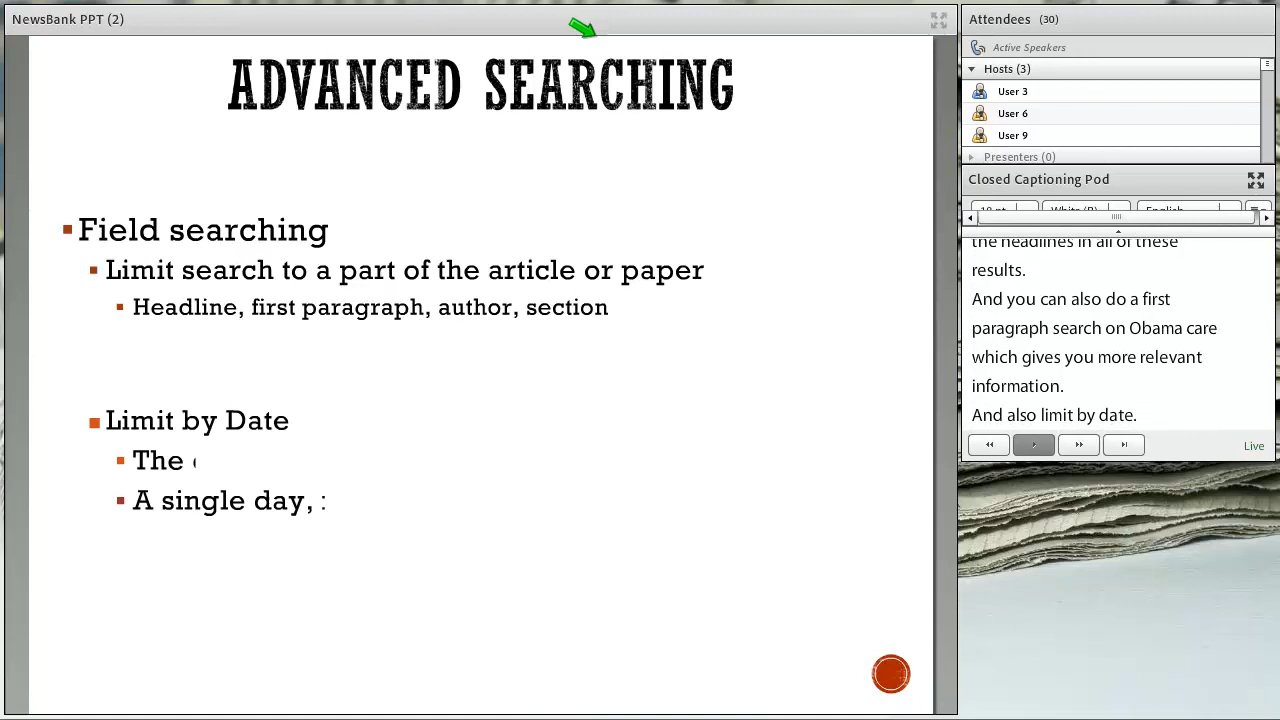 NewsBank PPT (2)
ADVANCED SEARCHING
Field searching
Limit search to a part of the article or paper
Headline, first paragraph, author, section
Limit by Date
The
A single day,
Attendees (30)
Active Speakers
Hosts (3)
User 3
User 6
User 9
Presenters (0)
Closed Captioning Pod
the headlines in all of these
results.
And you can also do a first
paragraph search on Obama care
which gives you more relevant
information.
And also limit by date.
Live